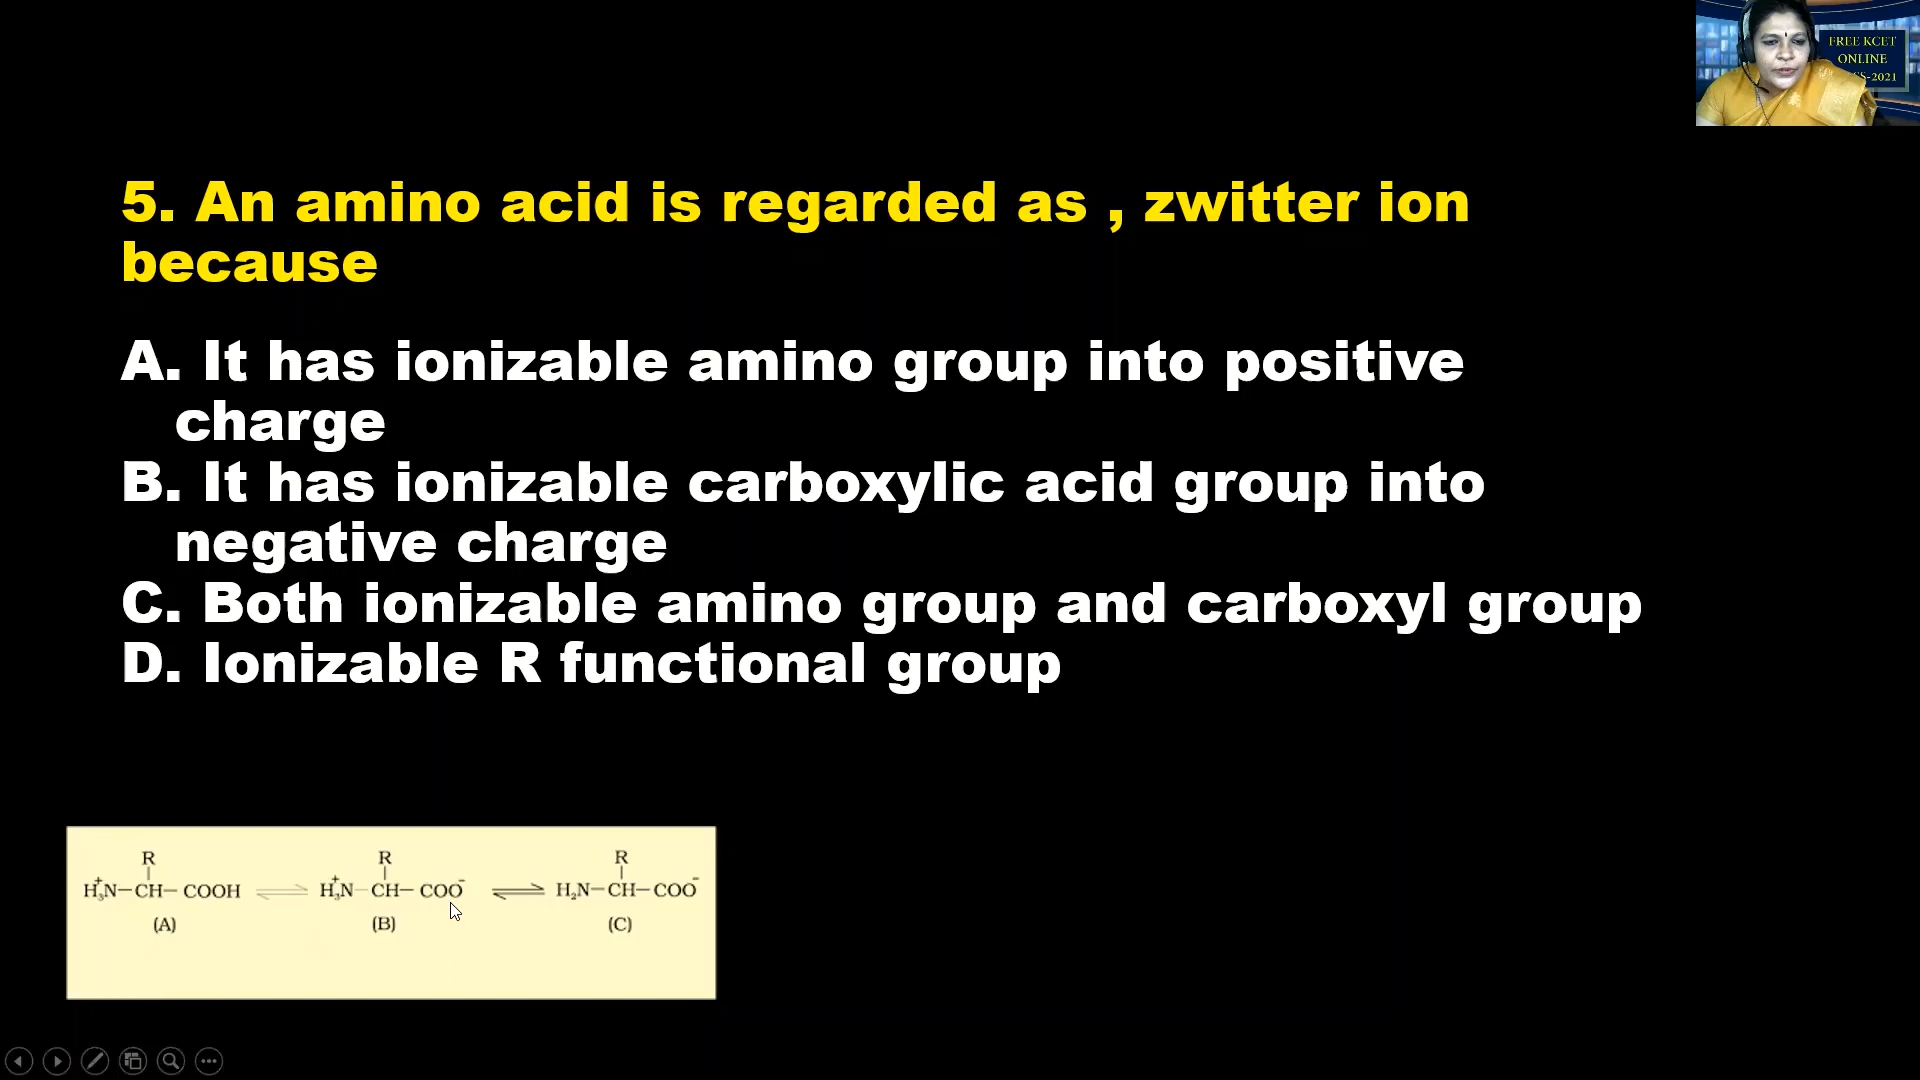 FREE KCET
ONLINE
SS-2021
5. An amino acid is regarded as , zwitter ion
because
A. It has ionizable amino group into positive
charge
B. It has ionizable carboxylic acid group into
negative charge
C. Both ionizable amino group and carboxyl group
D. Ionizable R functional group
R R R
H₃N⁺—CH—COOH ⇌ H₃N⁺—CH—COO⁻ ⇌ H₂N—CH—COO⁻
(A) (B) (C)